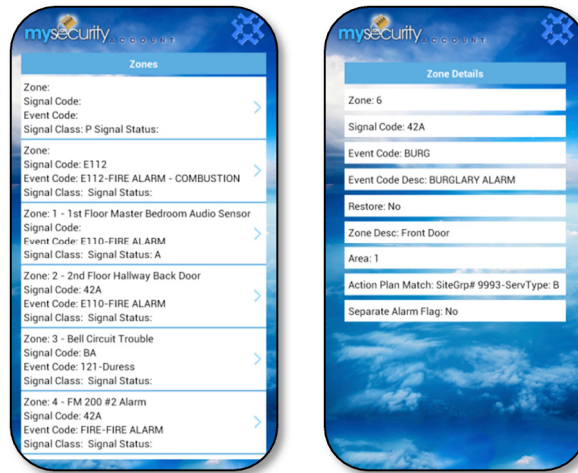 mysecurity
ACCOUNT
Zones
Zone:
Signal Code:
Event Code:
Signal Class: P Signal Status:
Zone:
Signal Code: E112
Event Code: E112-FIRE ALARM - COMBUSTION
Signal Class: Signal Status:
Zone: 1 - 1st Floor Master Bedroom Audio Sensor
Signal Code:
Event Code: E110-FIRE ALARM
Signal Class: Signal Status: A
Zone: 2 - 2nd Floor Hallway Back Door
Signal Code: 42A
Event Code: E110-FIRE ALARM
Signal Class: Signal Status:
Zone: 3 - Bell Circuit Trouble
Signal Code: BA
Event Code: 121-Duress
Signal Class: Signal Status:
Zone: 4 - FM 200 #2 Alarm
Signal Code: 42A
Event Code: FIRE-FIRE ALARM
Signal Class: Signal Status:
mysecurity
ACCOUNT
Zone Details
Zone: 6
Signal Code: 42A
Event Code: BURG
Event Code Desc: BURGLARY ALARM
Restore: No
Zone Desc: Front Door
Area: 1
Action Plan Match: SiteGrp# 9993-ServType: B
Separate Alarm Flag: No